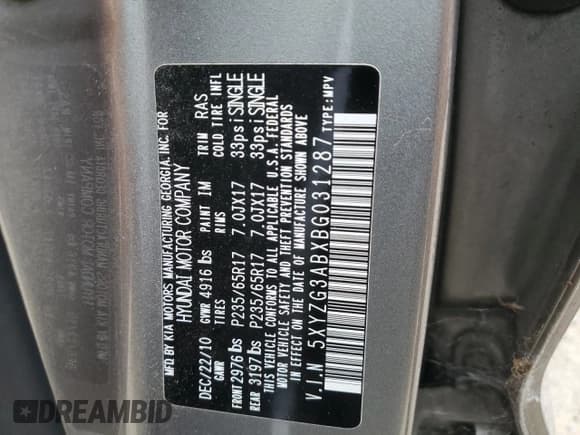 MFD BY KIA MOTORS MANUFACTURING GEORGIA, INC. FOR
HYUNDAI MOTOR COMPANY
DEC/22/10 PAINT IM TRIM RAS
GVWR 4916 lbs
GAWR RIMS COLD TIRE INFL
FRONT 2976 lbs P235/65R17 7.0JX17 33psi SINGLE
REAR 3197 lbs P235/65R17 7.0JX17 33psi SINGLE
THIS VEHICLE CONFORMS TO ALL APPLICABLE U.S.A. FEDERAL
MOTOR VEHICLE SAFETY AND THEFT PREVENTION STANDARDS
IN EFFECT ON THE DATE OF MANUFACTURE SHOWN ABOVE
V.I.N 5XYZG3ABXBG031287
TYPE:MPV
DREAMBID